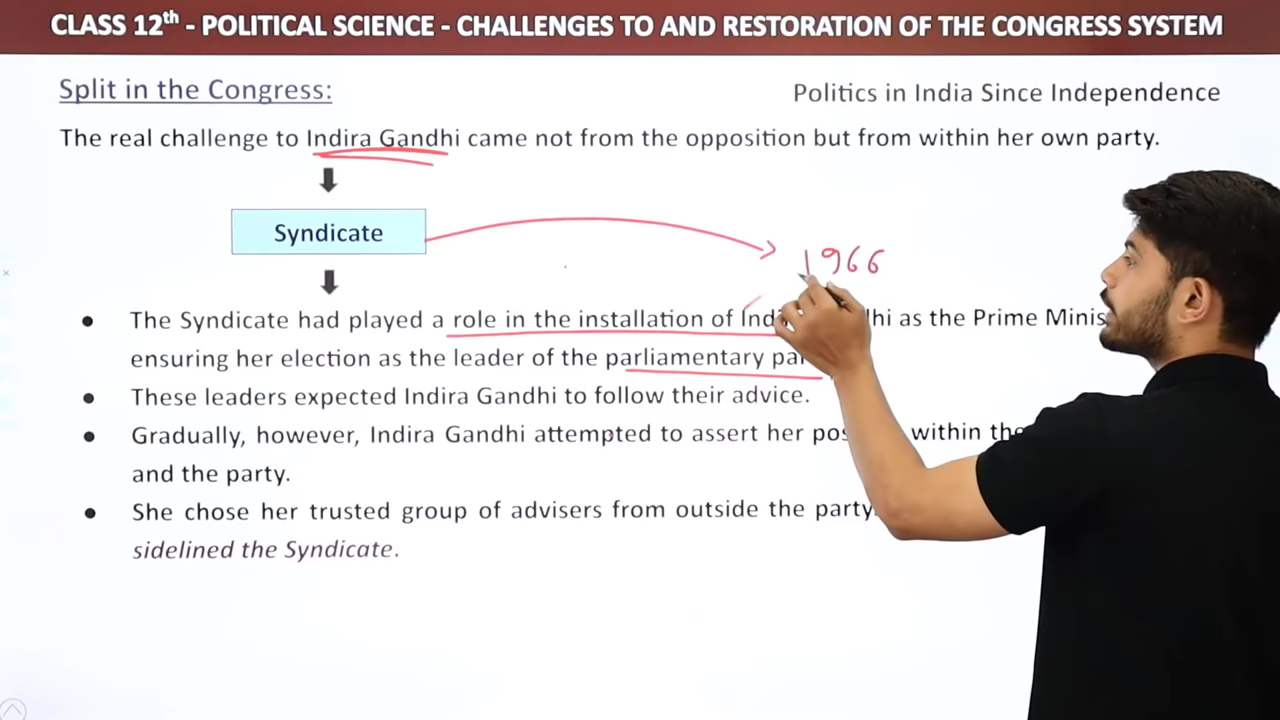 CLASS 12th - POLITICAL SCIENCE - CHALLENGES TO AND RESTORATION OF THE CONGRESS SYSTEM
Split in the Congress:
Politics in India Since Independence
The real challenge to Indira Gandhi came not from the opposition but from within her own party.
Syndicate
1966
● The Syndicate had played a role in the installation of Ind hi as the Prime Minis
ensuring her election as the leader of the parliamentary par
● These leaders expected Indira Gandhi to follow their advice.
● Gradually, however, Indira Gandhi attempted to assert her pos within the
and the party.
● She chose her trusted group of advisers from outside the party
sidelined the Syndicate.